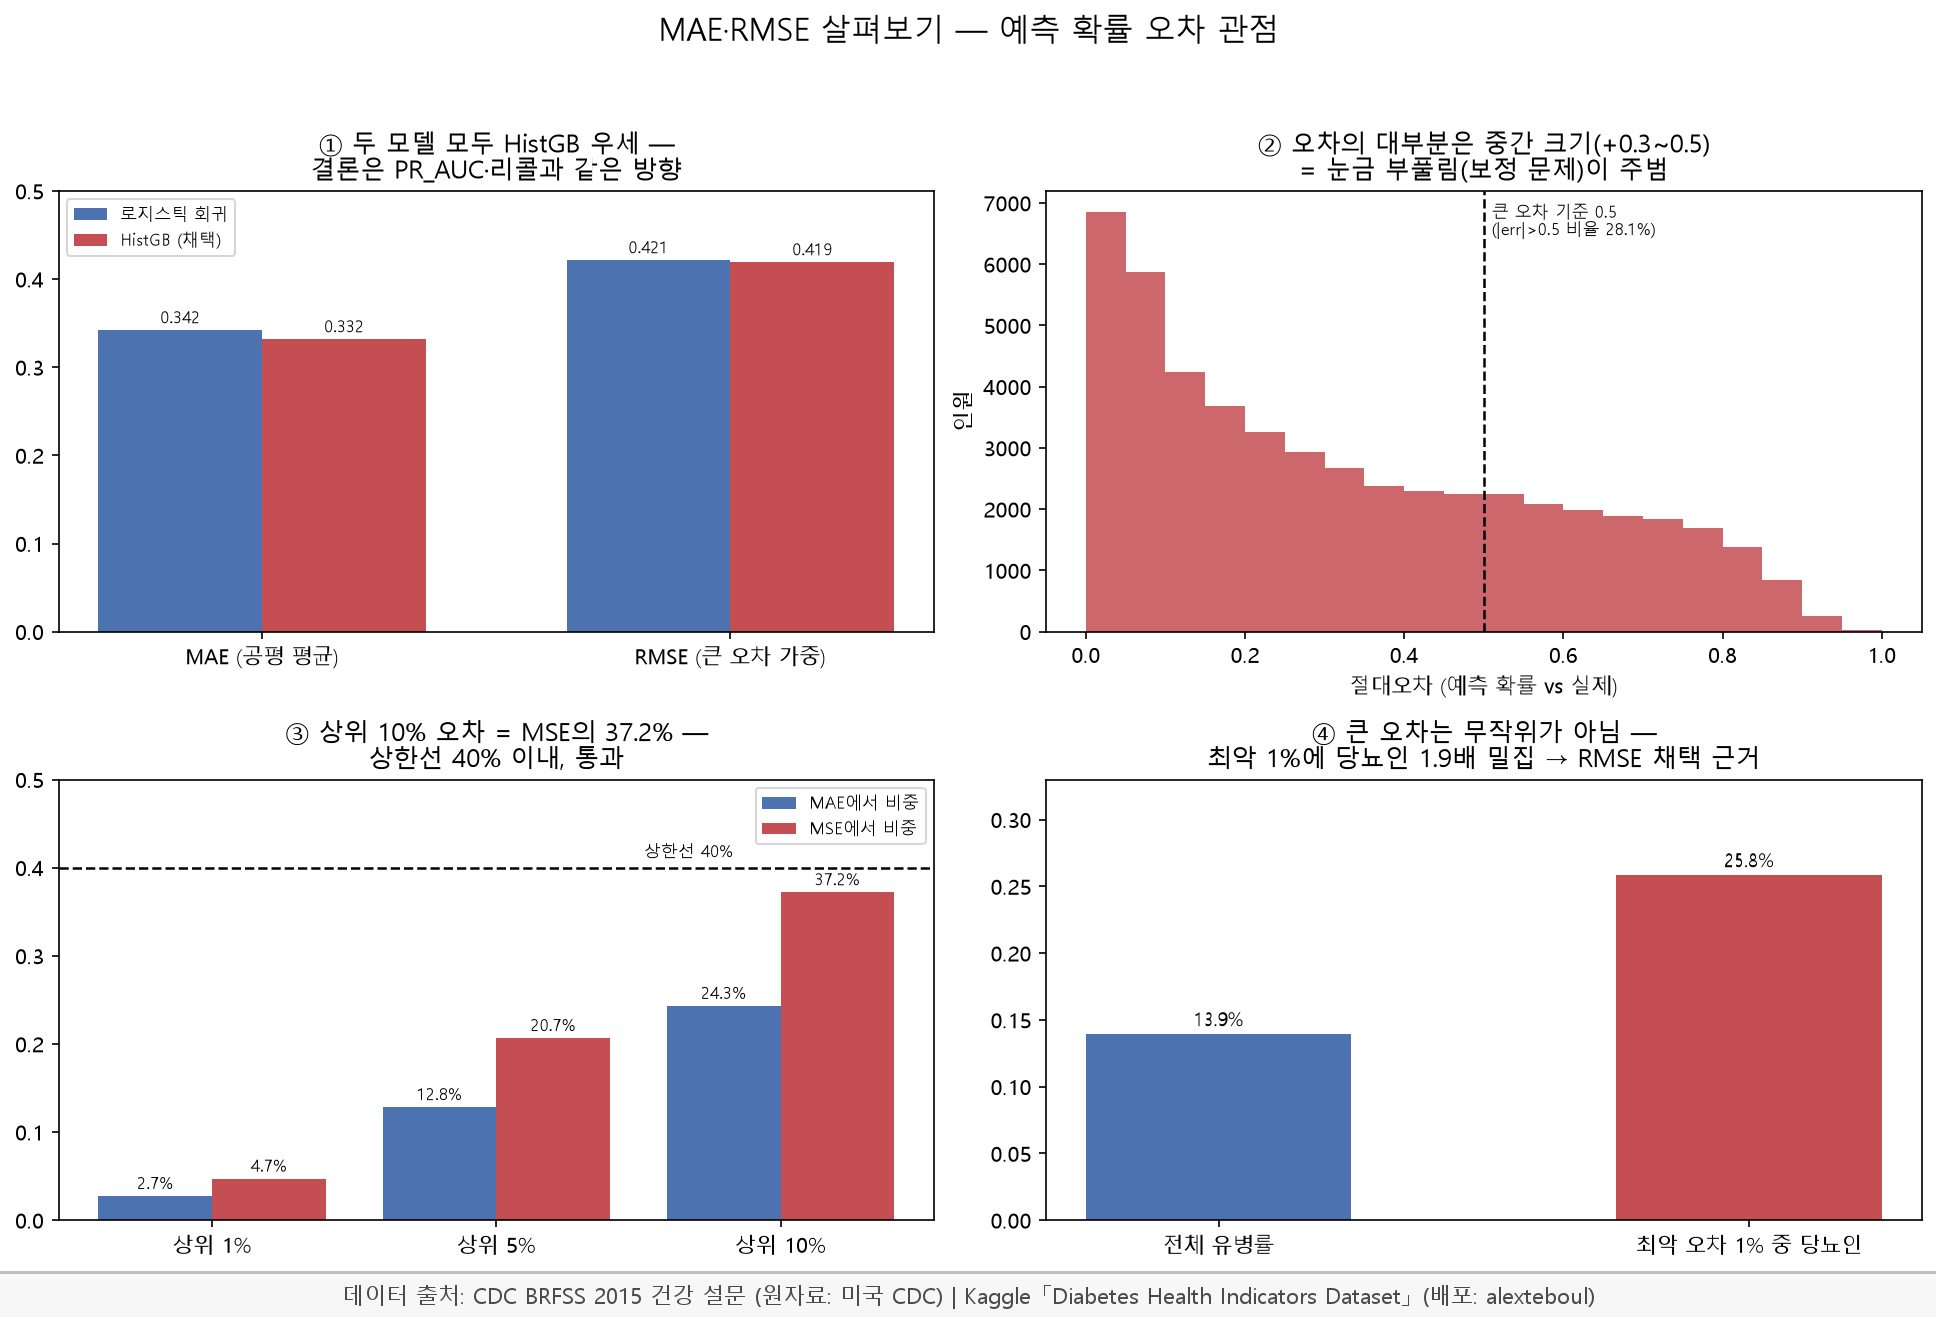 MAE·RMSE 살펴보기 — 예측 확률 오차 관점
① 두 모델 모두 HistGB 우세 —
결론은 PR_AUC·리콜과 같은 방향
0.5
0.4
0.3
0.2
0.1
0.0
로지스틱 회귀
HistGB (채택)
0.342
0.332
0.421
0.419
MAE (공평 평균)
RMSE (큰 오차 가중)
② 오차의 대부분은 중간 크기(+0.3~0.5)
= 눈금 부풀림(보정 문제)이 주범
인원
7000
6000
5000
4000
3000
2000
1000
0
큰 오차 기준 0.5
(|err|>0.5 비율 28.1%)
0.0
0.2
0.4
0.6
0.8
1.0
절대오차 (예측 확률 vs 실제)
③ 상위 10% 오차 = MSE의 37.2% —
상한선 40% 이내, 통과
0.5
0.4
0.3
0.2
0.1
0.0
MAE에서 비중
MSE에서 비중
상한선 40%
2.7%
4.7%
12.8%
20.7%
24.3%
37.2%
상위 1%
상위 5%
상위 10%
④ 큰 오차는 무작위가 아님 —
최악 1%에 당뇨인 1.9배 밀집 → RMSE 채택 근거
0.30
0.25
0.20
0.15
0.10
0.05
0.00
13.9%
25.8%
전체 유병률
최악 오차 1% 중 당뇨인
데이터 출처: CDC BRFSS 2015 건강 설문 (원자료: 미국 CDC) | Kaggle「Diabetes Health Indicators Dataset」(배포: alexteboul)